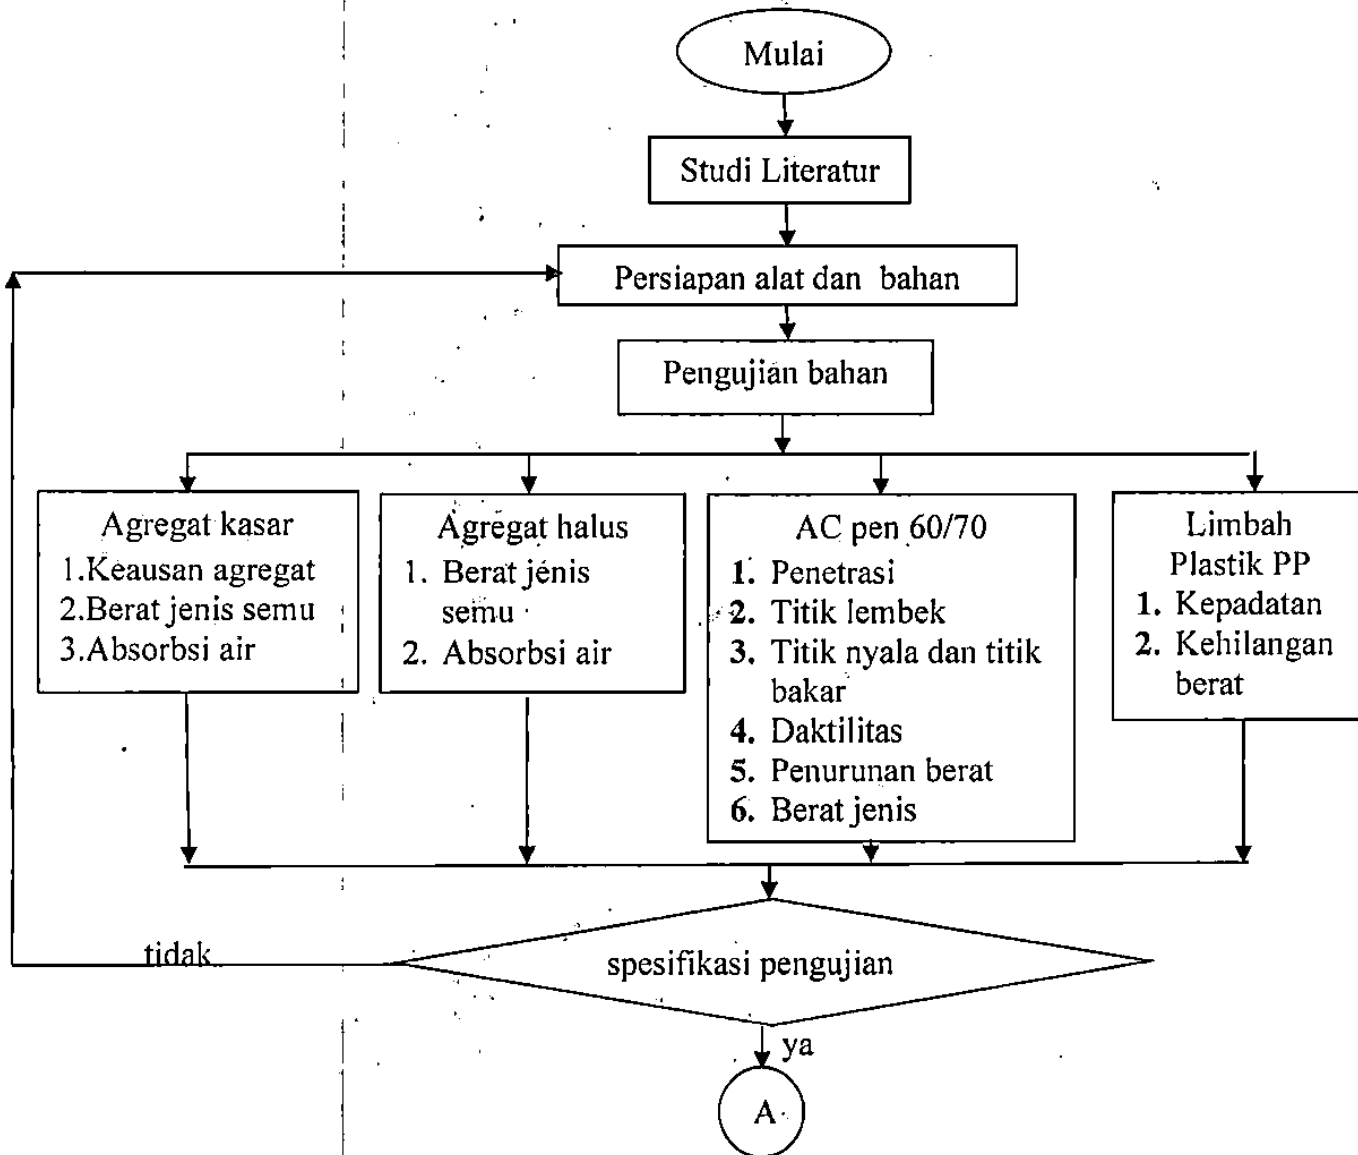 Mulai
Studi Literatur
Persiapan alat dan bahan
Pengujian bahan
Agregat kasar
1.Keausan agregat
2.Berat jenis semu
3.Absorbsi air
Agregat halus
1. Berat jenis
semu
2. Absorbsi air
AC pen 60/70
1. Penetrasi
2. Titik lembek
3. Titik nyala dan titik
bakar
4. Daktilitas
5. Penurunan berat
6. Berat jenis
Limbah
Plastik PP
1. Kepadatan
2. Kehilangan
berat
tidak
spesifikasi pengujian
ya
A